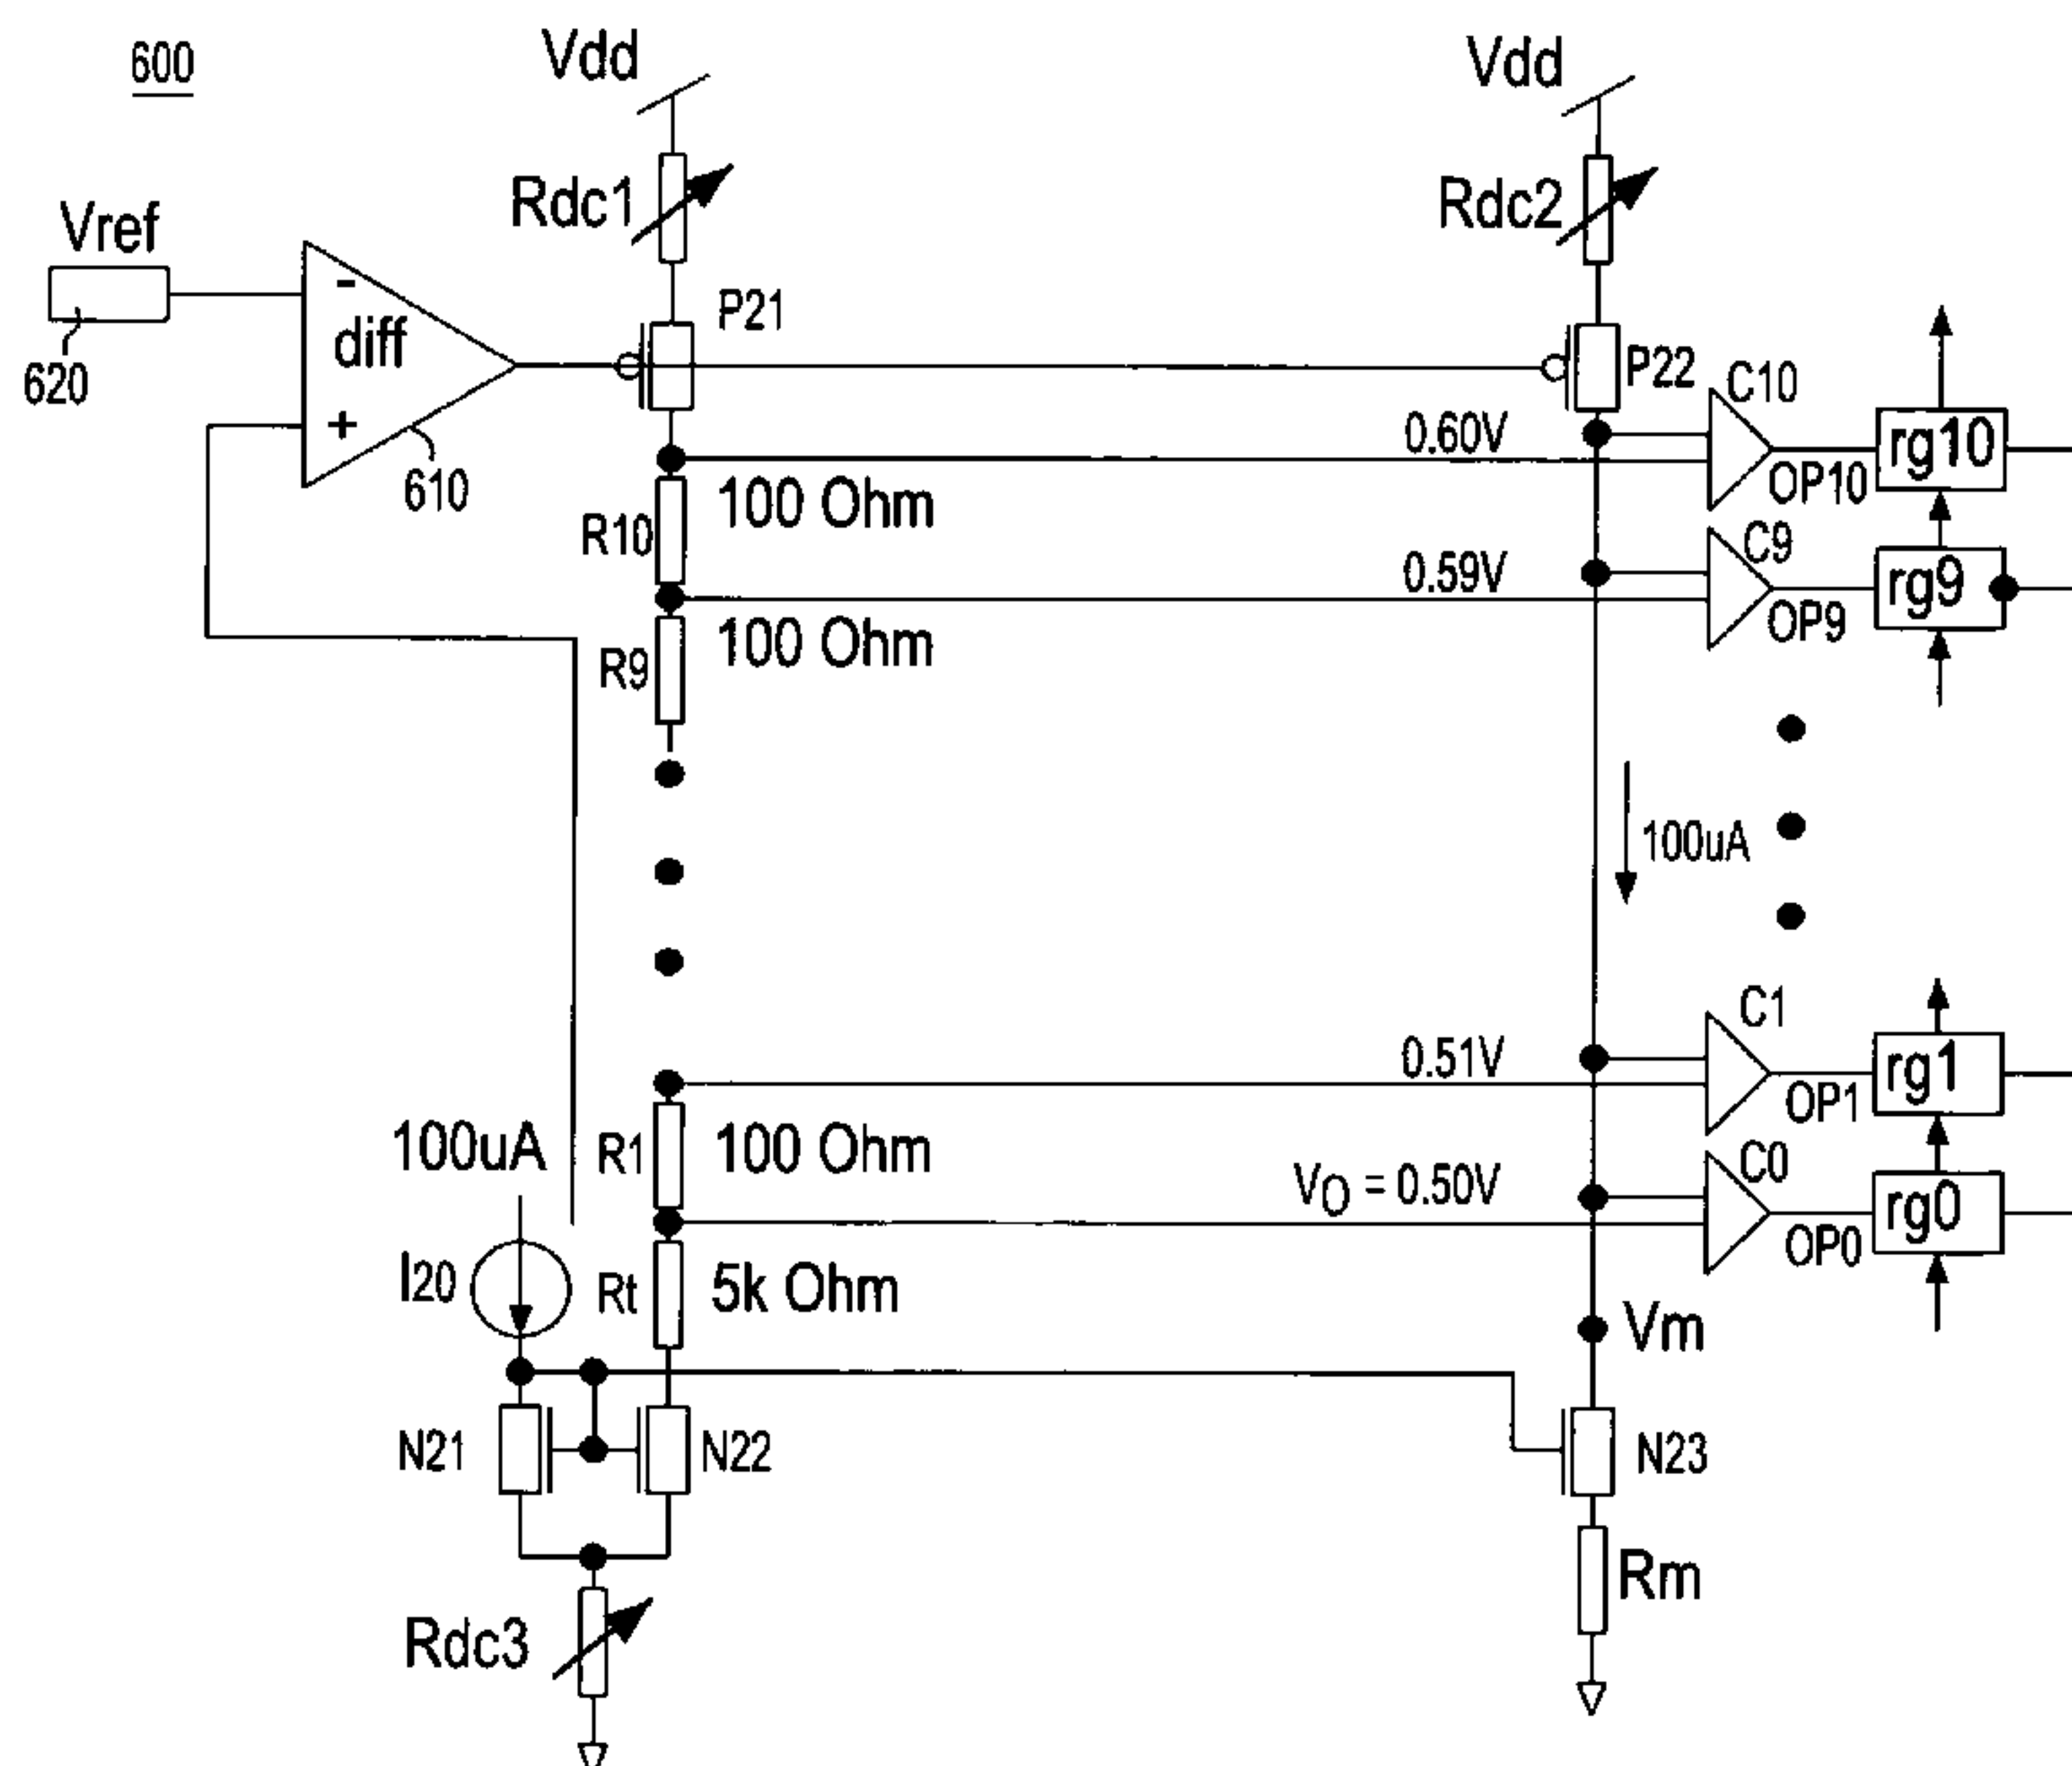 600
Vdd
Vdd
Rdc1
Rdc2
Vref
-
diff
+
620
610
P21
P22
C10
0.60V
rg10
OP10
R10
100 Ohm
C9
0.59V
rg9
OP9
R9
100 Ohm
100uA
C1
0.51V
rg1
OP1
100uA
R1
100 Ohm
C0
VO = 0.50V
rg0
OP0
I20
Rt
5k Ohm
Vm
N21
N22
N23
Rm
Rdc3